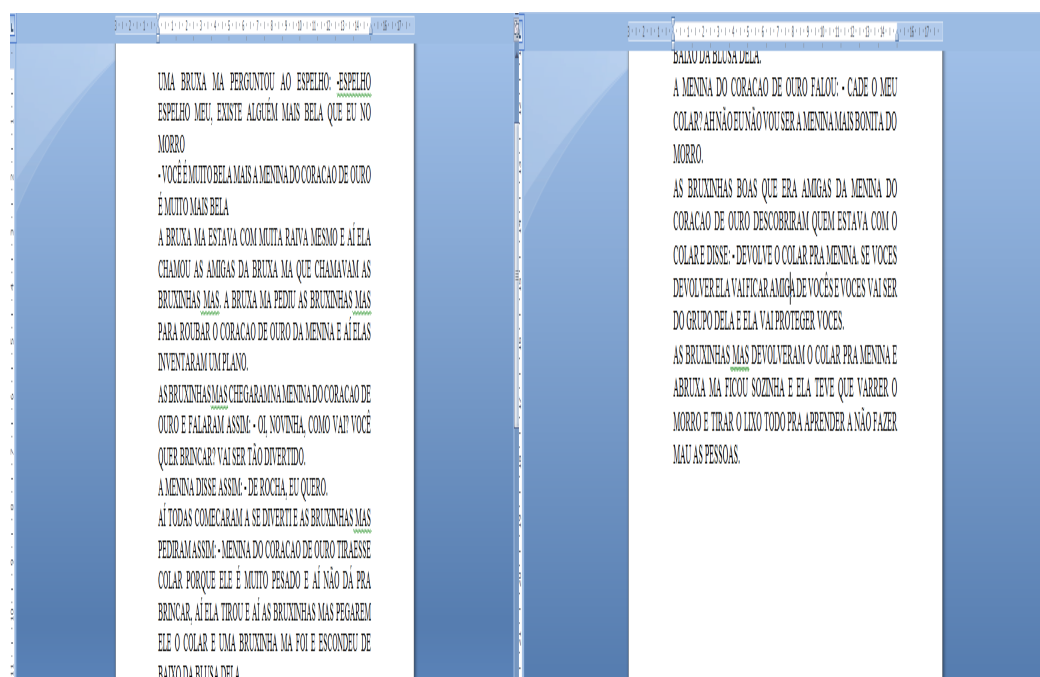 UMA BRUXA MA PERGUNTOU AO ESPELHO: -ESPELHO
ESPELHO MEU, EXISTE ALGUÉM MAIS BELA QUE EU NO
MORRO
- VOCÊ É MUITO BELA MAIS A MENINA DO CORACAO DE OURO
É MUITO MAIS BELA
A BRUXA MA ESTAVA COM MUITA RAIVA MESMO E AÍ ELA
CHAMOU AS AMIGAS DA BRUXA MA QUE CHAMAVAM AS
BRUXINHAS MAS. A BRUXA MA PEDIU AS BRUXINHAS MAS
PARA ROUBAR O CORACAO DE OURO DA MENINA E AÍ ELAS
INVENTARAM UM PLANO.
AS BRUXINHAS MAS CHEGARAM NA MENINA DO CORACAO DE
OURO E FALARAM ASSIM: - OI, NOVINHA, COMO VAI? VOCÊ
QUER BRINCAR? VAI SER TÃO DIVERTIDO.
A MENINA DISSE ASSIM: - DE ROCHA, EU QUERO.
AÍ TODAS COMECARAM A SE DIVERTI E AS BRUXINHAS MAS
PEDIRAM ASSIM: - MENINA DO CORACAO DE OURO TIRA ESSE
COLAR PORQUE ELE É MUITO PESADO E AÍ NÃO DÁ PRA
BRINCAR, AÍ ELA TIROU E AÍ AS BRUXINHAS MAS PEGAREM
ELE O COLAR E UMA BRUXINHA MA FOI E ESCONDEU DE
BAIXO DA BLUSA DELA.
BAIXO DA BLUSA DELA.
A MENINA DO CORACAO DE OURO FALOU: - CADE O MEU
COLAR? AH NÃO EU NÃO VOU SER A MENINA MAIS BONITA DO
MORRO.
AS BRUXINHAS BOAS QUE ERA AMIGAS DA MENINA DO
CORACAO DE OURO DESCOBRIRAM QUEM ESTAVA COM O
COLAR E DISSE: - DEVOLVE O COLAR PRA MENINA. SE VOCES
DEVOLVER ELA VAI FICAR AMIGA DE VOCÊS E VOCES VAI SER
DO GRUPO DELA E ELA VAI PROTEGER VOCES.
AS BRUXINHAS MAS DEVOLVERAM O COLAR PRA MENINA E
ABRUXA MA FICOU SOZINHA E ELA TEVE QUE VARRER O
MORRO E TIRAR O LIXO TODO PRA APRENDER A NÃO FAZER
MAU AS PESSOAS.